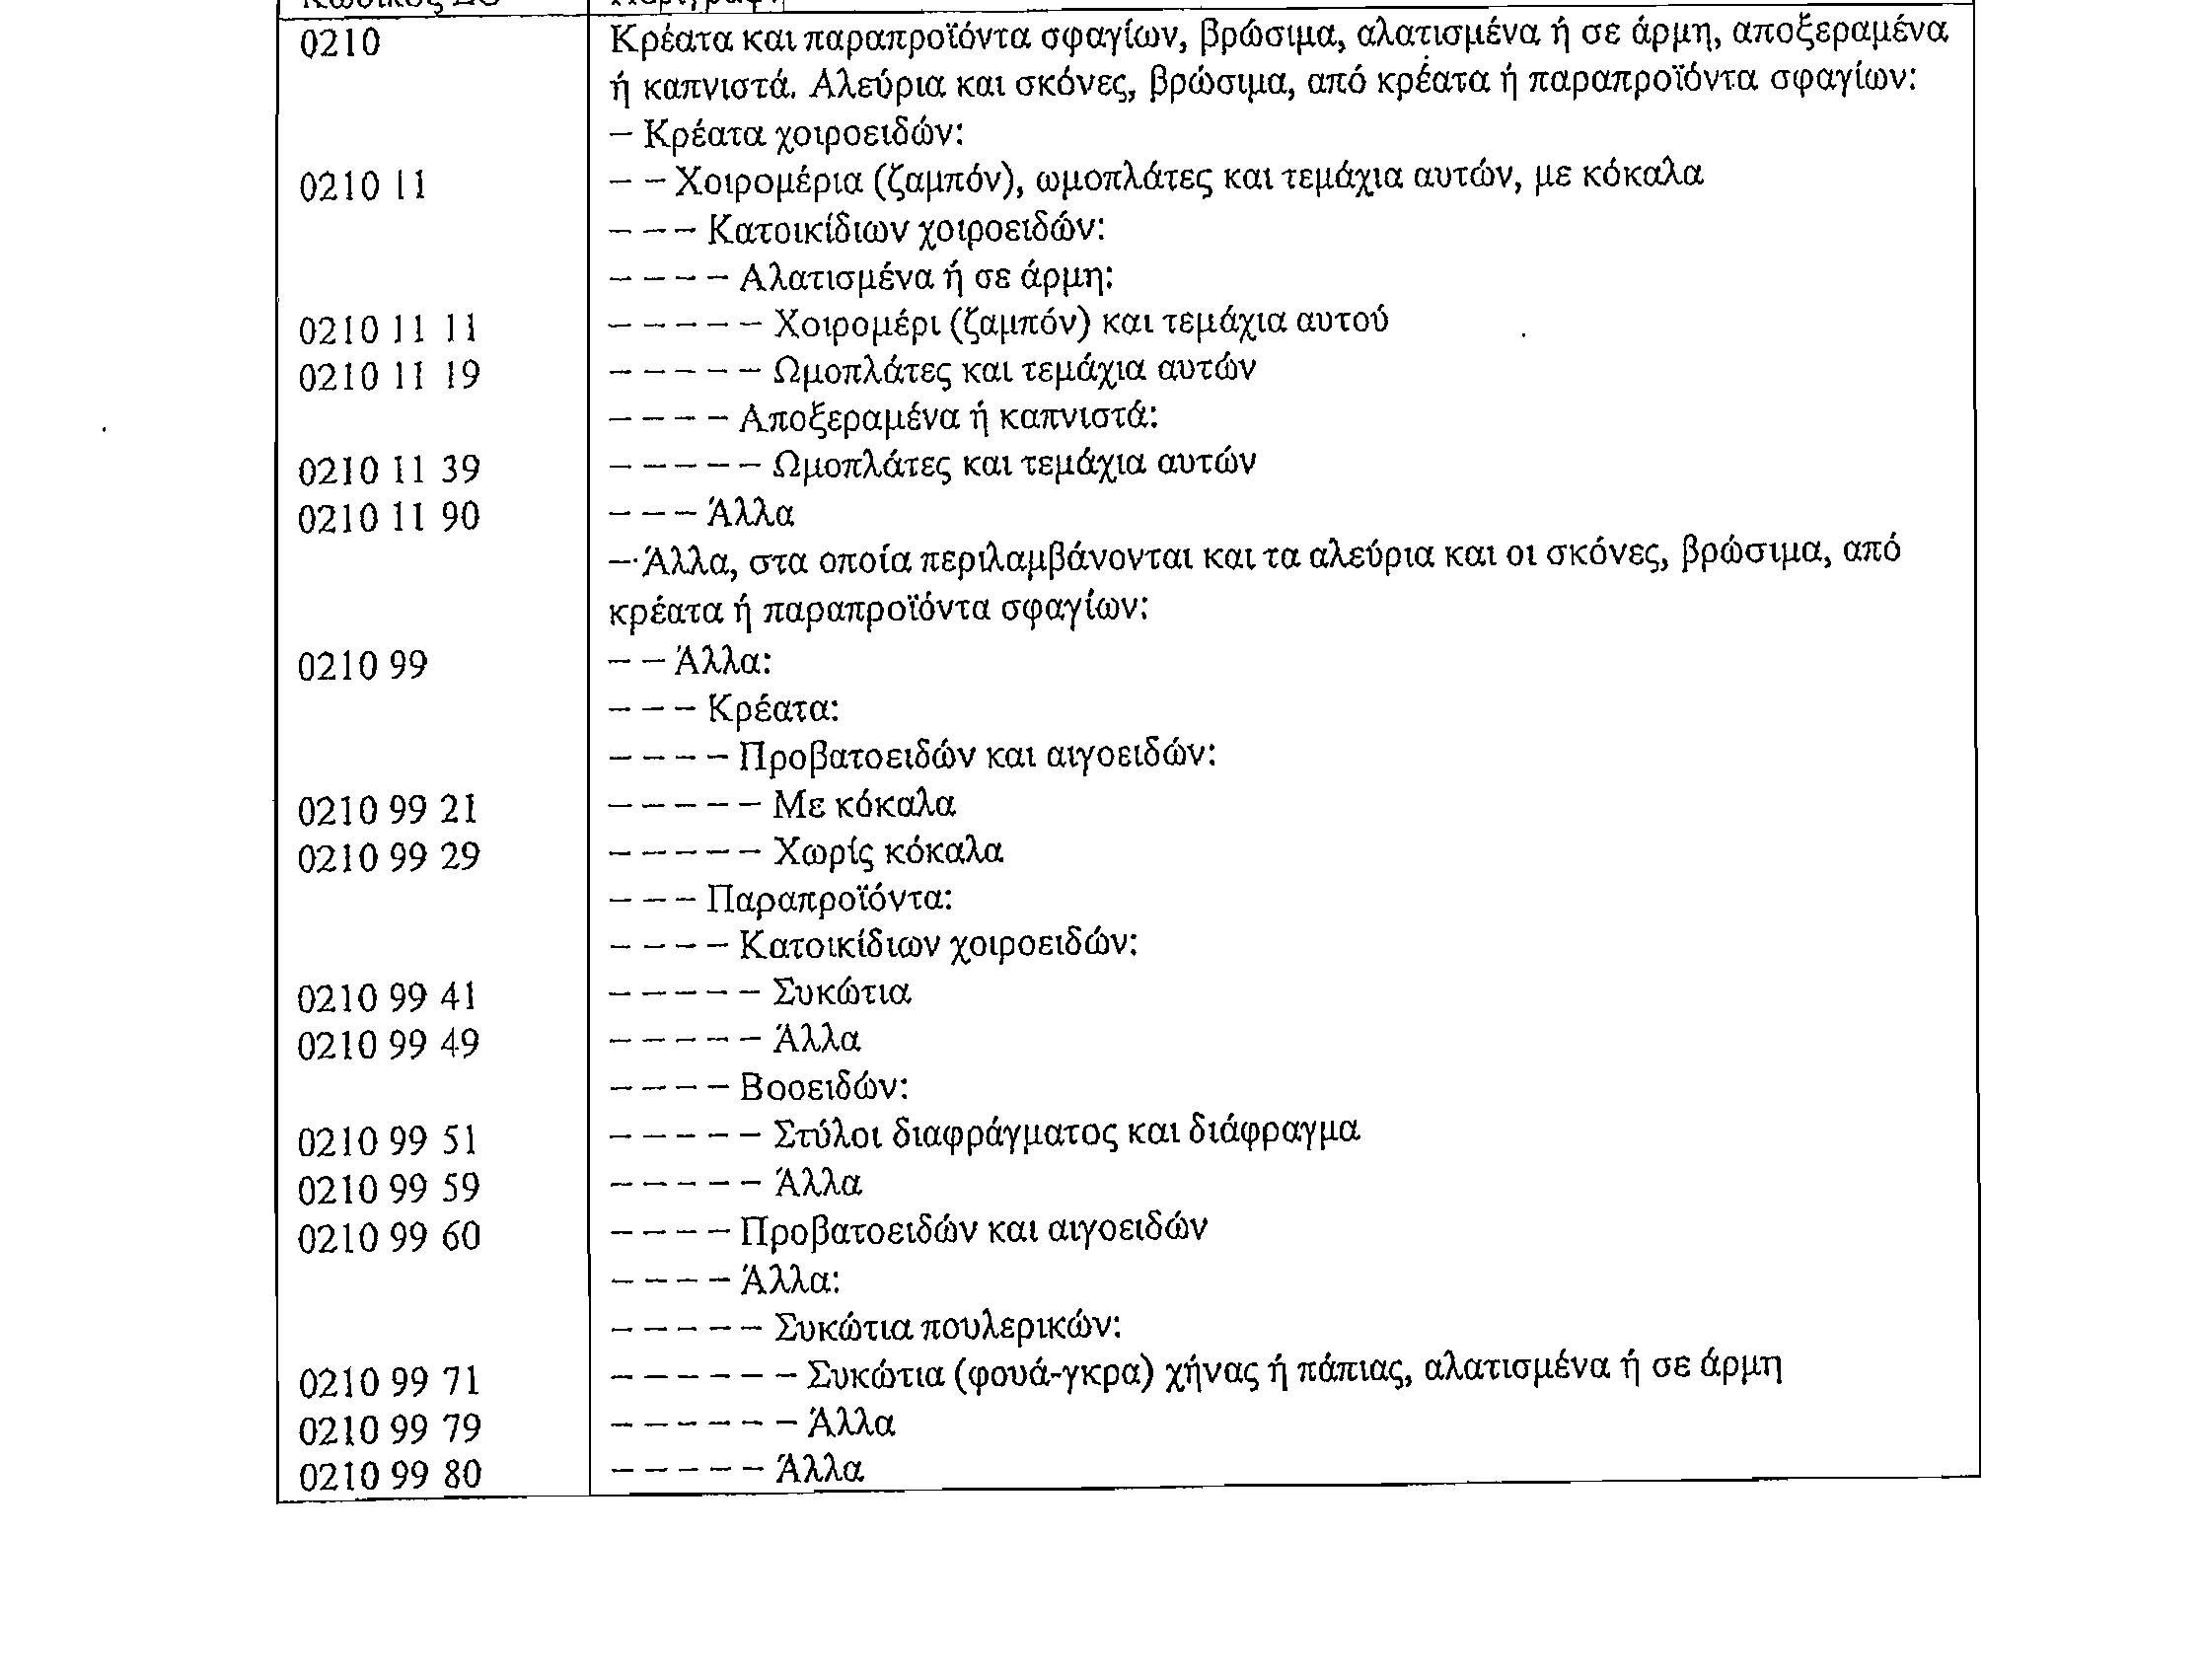 0210 Κρέατα και παραπροϊόντα σφαγίων, βρώσιμα, αλατισμένα ή σε άρμη, αποξεραμένα
ή καπνιστά. Αλεύρια και σκόνες, βρώσιμα, από κρέατα ή παραπροϊόντα σφαγίων:
– Κρέατα χοιροειδών:
0210 11 – – Χοιρομέρια (ζαμπόν), ωμοπλάτες και τεμάχια αυτών, με κόκαλα
– – – Κατοικίδιων χοιροειδών:
– – – – Αλατισμένα ή σε άρμη:
0210 11 11 – – – – – Χοιρομέρι (ζαμπόν) και τεμάχια αυτού
0210 11 19 – – – – – Ωμοπλάτες και τεμάχια αυτών
– – – – Αποξεραμένα ή καπνιστά:
0210 11 39 – – – – – Ωμοπλάτες και τεμάχια αυτών
0210 11 90 – – – Άλλα
– Άλλα, στα οποία περιλαμβάνονται και τα αλεύρια και οι σκόνες, βρώσιμα, από
κρέατα ή παραπροϊόντα σφαγίων:
0210 99 – – Άλλα:
– – – Κρέατα:
– – – – Προβατοειδών και αιγοειδών:
0210 99 21 – – – – – Με κόκαλα
0210 99 29 – – – – – Χωρίς κόκαλα
– – – Παραπροϊόντα:
– – – – Κατοικίδιων χοιροειδών:
0210 99 41 – – – – – Συκώτια
0210 99 49 – – – – – Άλλα
– – – – Βοοειδών:
0210 99 51 – – – – – Στύλοι διαφράγματος και διάφραγμα
0210 99 59 – – – – – Άλλα
0210 99 60 – – – – Προβατοειδών και αιγοειδών
– – – – Άλλα:
– – – – – Συκώτια πουλερικών:
0210 99 71 – – – – – – Συκώτια (φουά-γκρα) χήνας ή πάπιας, αλατισμένα ή σε άρμη
0210 99 79 – – – – – – Άλλα
0210 99 80 – – – – – Άλλα